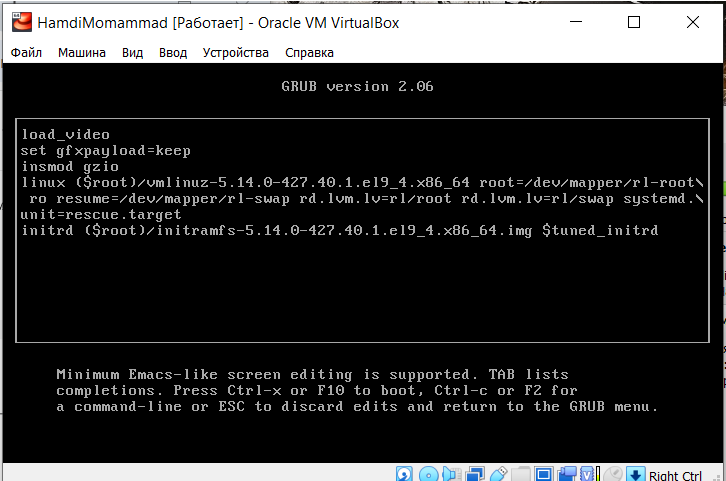 HamdiMomammad [Работает] - Oracle VM VirtualBox
Файл Машина Вид Ввод Устройства Справка
GRUB version 2.06
load_video
set gfxpayload=keep
insmod gzio
linux ($root)/vmlinuz-5.14.0-427.40.1.el9_4.x86_64 root=/dev/mapper/rl-root\
ro resume=/dev/mapper/rl-swap rd.lvm.lv=rl/root rd.lvm.lv=rl/swap systemd.\
unit=rescue.target
initrd ($root)/initramfs-5.14.0-427.40.1.el9_4.x86_64.img $tuned_initrd
Minimum Emacs-like screen editing is supported. TAB lists
completions. Press Ctrl-x or F10 to boot, Ctrl-c or F2 for
a command-line or ESC to discard edits and return to the GRUB menu.
Right Ctrl